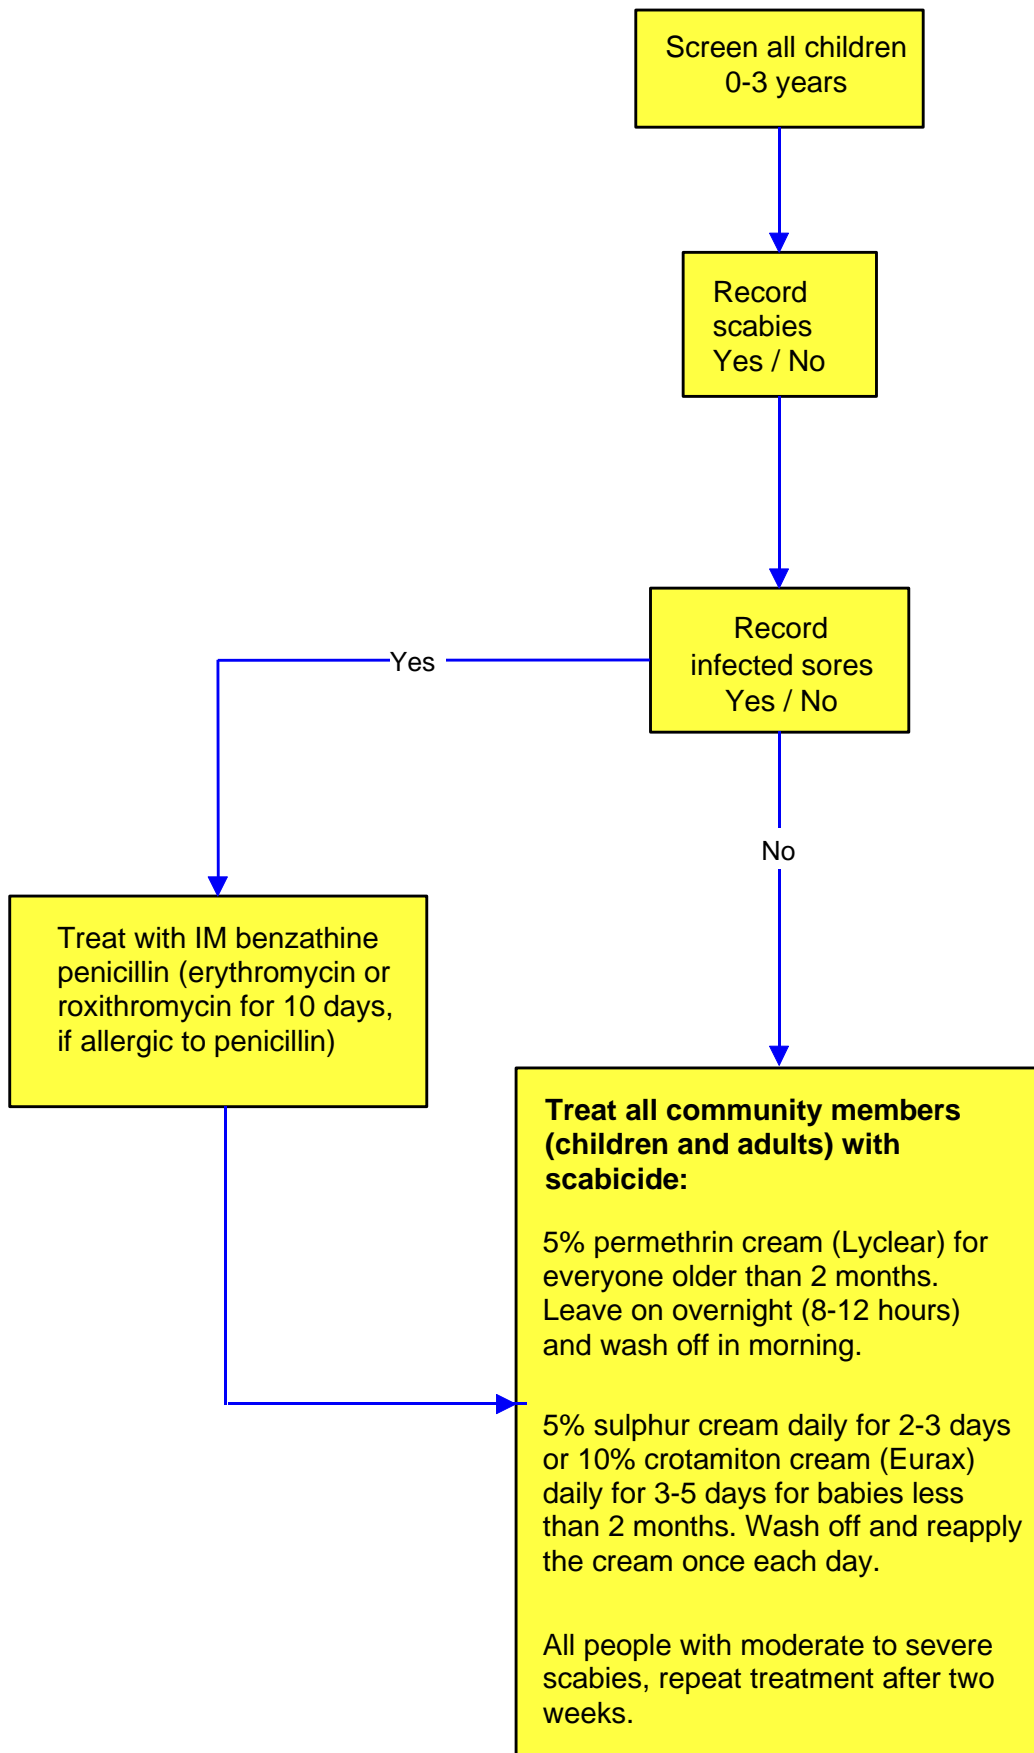 Screen all children
0-3 years
Record
scabies
Yes / No
Record
infected sores
Yes / No
Yes
No
Treat with IM benzathine
penicillin (erythromycin or
roxithromycin for 10 days,
if allergic to penicillin)
Treat all community members
(children and adults) with
scabicide:
5% permethrin cream (Lyclear) for
everyone older than 2 months.
Leave on overnight (8-12 hours)
and wash off in morning.
5% sulphur cream daily for 2-3 days
or 10% crotamiton cream (Eurax)
daily for 3-5 days for babies less
than 2 months. Wash off and reapply
the cream once each day.
All people with moderate to severe
scabies, repeat treatment after two
weeks.